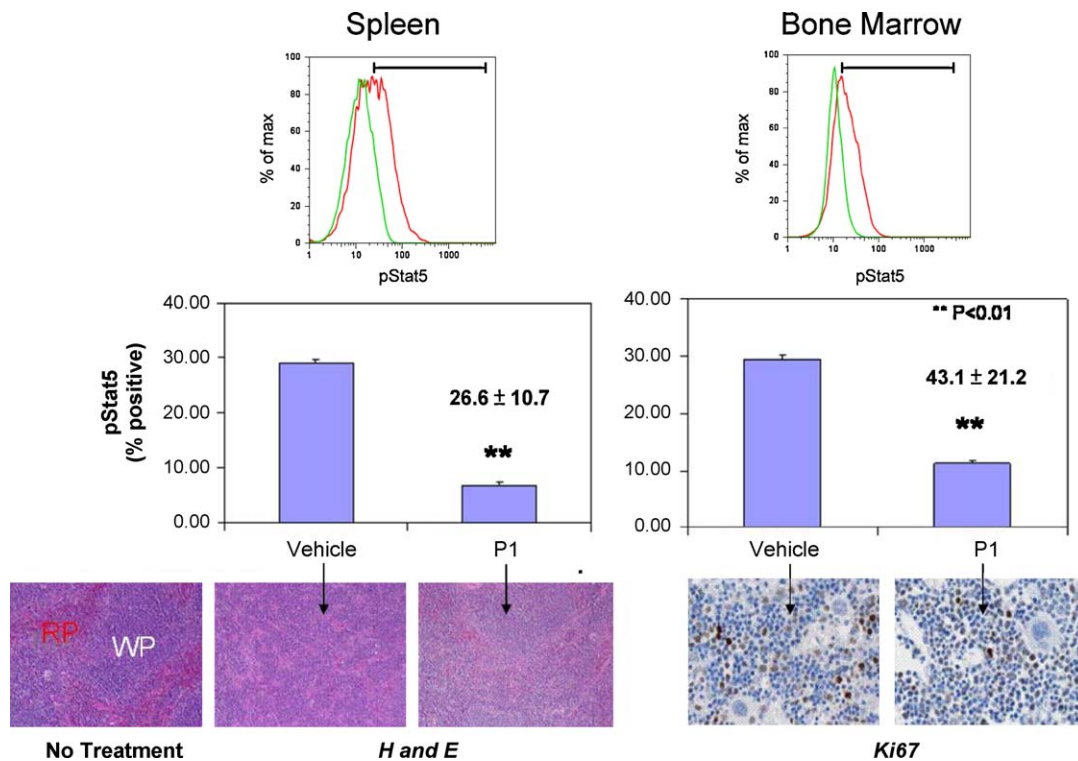 Spleen
Bone Marrow
% of max
100
80
60
40
20
0
1
10
100
1000
pStat5
% of max
100
80
60
40
20
0
1
10
100
1000
pStat5
pStat5
(% positive)
40.00
30.00
20.00
10.00
0.00
26.6 ± 10.7
**
Vehicle
P1
40.00
30.00
20.00
10.00
0.00
** P<0.01
43.1 ± 21.2
**
Vehicle
P1
RP
WP
No Treatment
H and E
Ki67